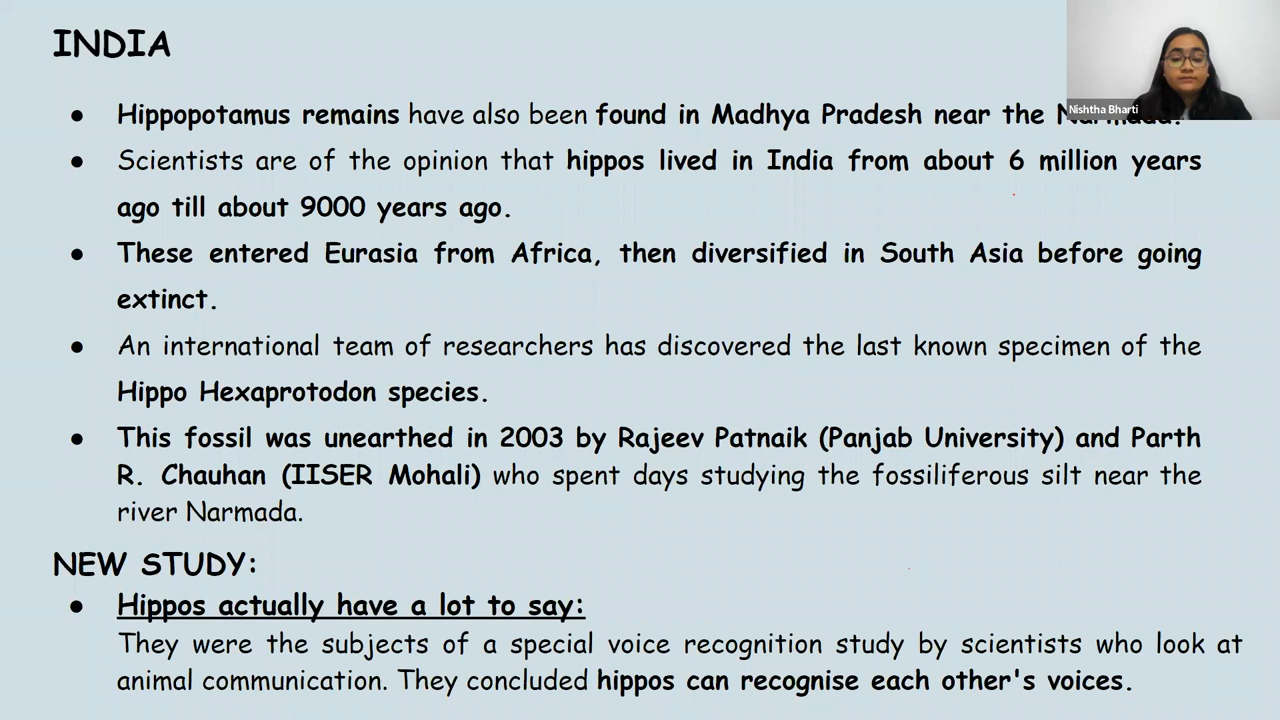 INDIA
Nishtha Bharti
● Hippopotamus remains have also been found in Madhya Pradesh near the Narmada.
● Scientists are of the opinion that hippos lived in India from about 6 million years
ago till about 9000 years ago.
● These entered Eurasia from Africa, then diversified in South Asia before going
extinct.
● An international team of researchers has discovered the last known specimen of the
Hippo Hexaprotodon species.
● This fossil was unearthed in 2003 by Rajeev Patnaik (Panjab University) and Parth
R. Chauhan (IISER Mohali) who spent days studying the fossiliferous silt near the
river Narmada.
NEW STUDY:
● Hippos actually have a lot to say:
They were the subjects of a special voice recognition study by scientists who look at
animal communication. They concluded hippos can recognise each other's voices.